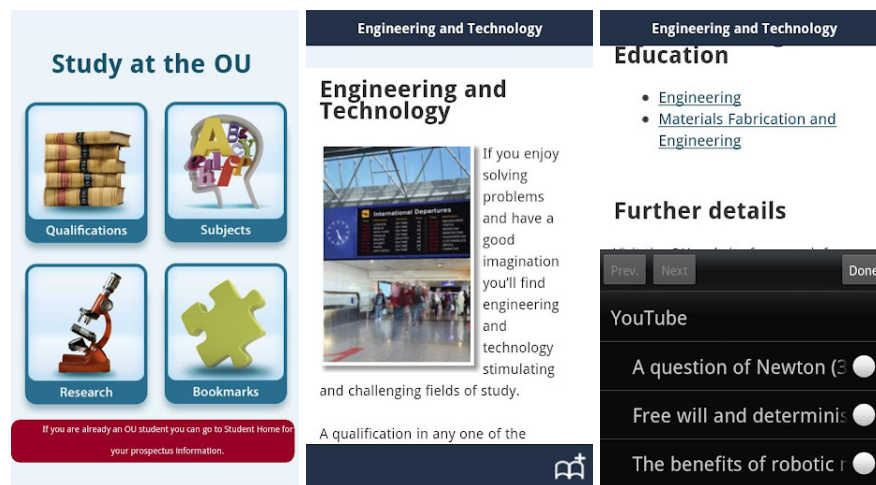 Study at the OU
Qualifications
Subjects
Research
Bookmarks
If you are already an OU student you can go to Student Home for
your prospectus information.
Engineering and Technology
Engineering and
Technology
International Departures
If you enjoy
solving
problems
and have a
good
imagination
you'll find
engineering
and
technology
stimulating
and challenging fields of study.
A qualification in any one of the
Engineering and Technology
Education
Engineering
Materials Fabrication and
Engineering
Further details
Prev.
Next
Done
YouTube
A question of Newton (3
Free will and determinis
The benefits of robotic r